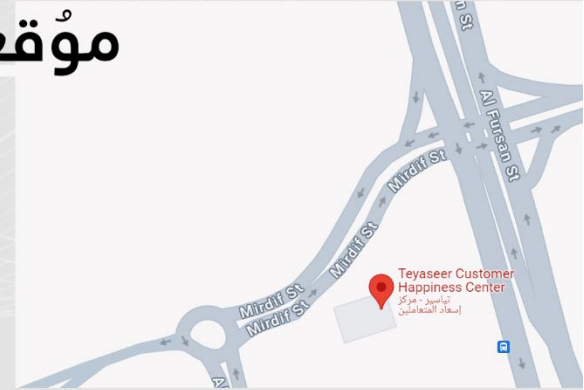 n St
Al Fursan St
Mirdif St
Mirdif St
Mirdif St
Mirdif St
Teyaseer Customer
Happiness Center
تياسير - مركز
إسعاد المتعاملين